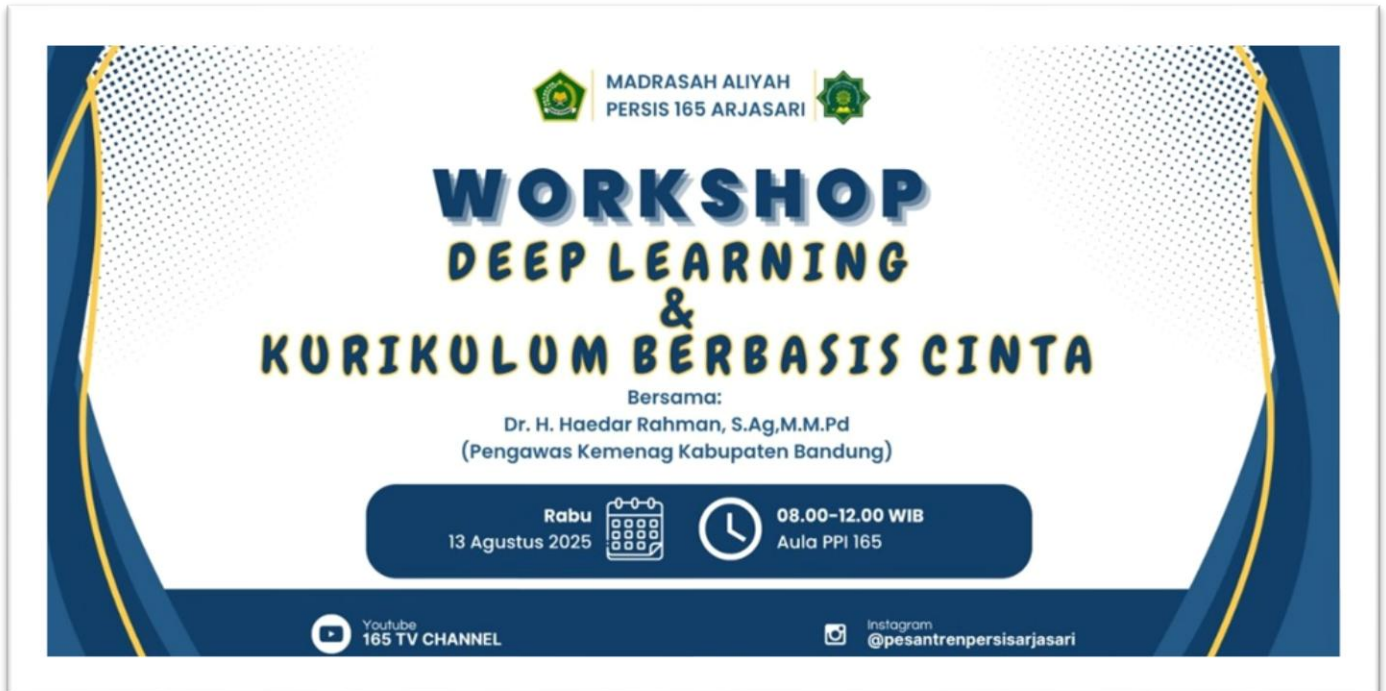 MADRASAH ALIYAH
PERSIS 165 ARJASARI
WORKSHOP
DEEP LEARNING
&
KURIKULUM BERBASIS CINTA
Bersama:
Dr. H. Haedar Rahman, S.Ag,M.M.Pd
(Pengawas Kemenag Kabupaten Bandung)
Rabu
13 Agustus 2025
08.00-12.00 WIB
Aula PPI 165
Youtube
165 TV CHANNEL
Instagram
@pesantrenpersisarjasari